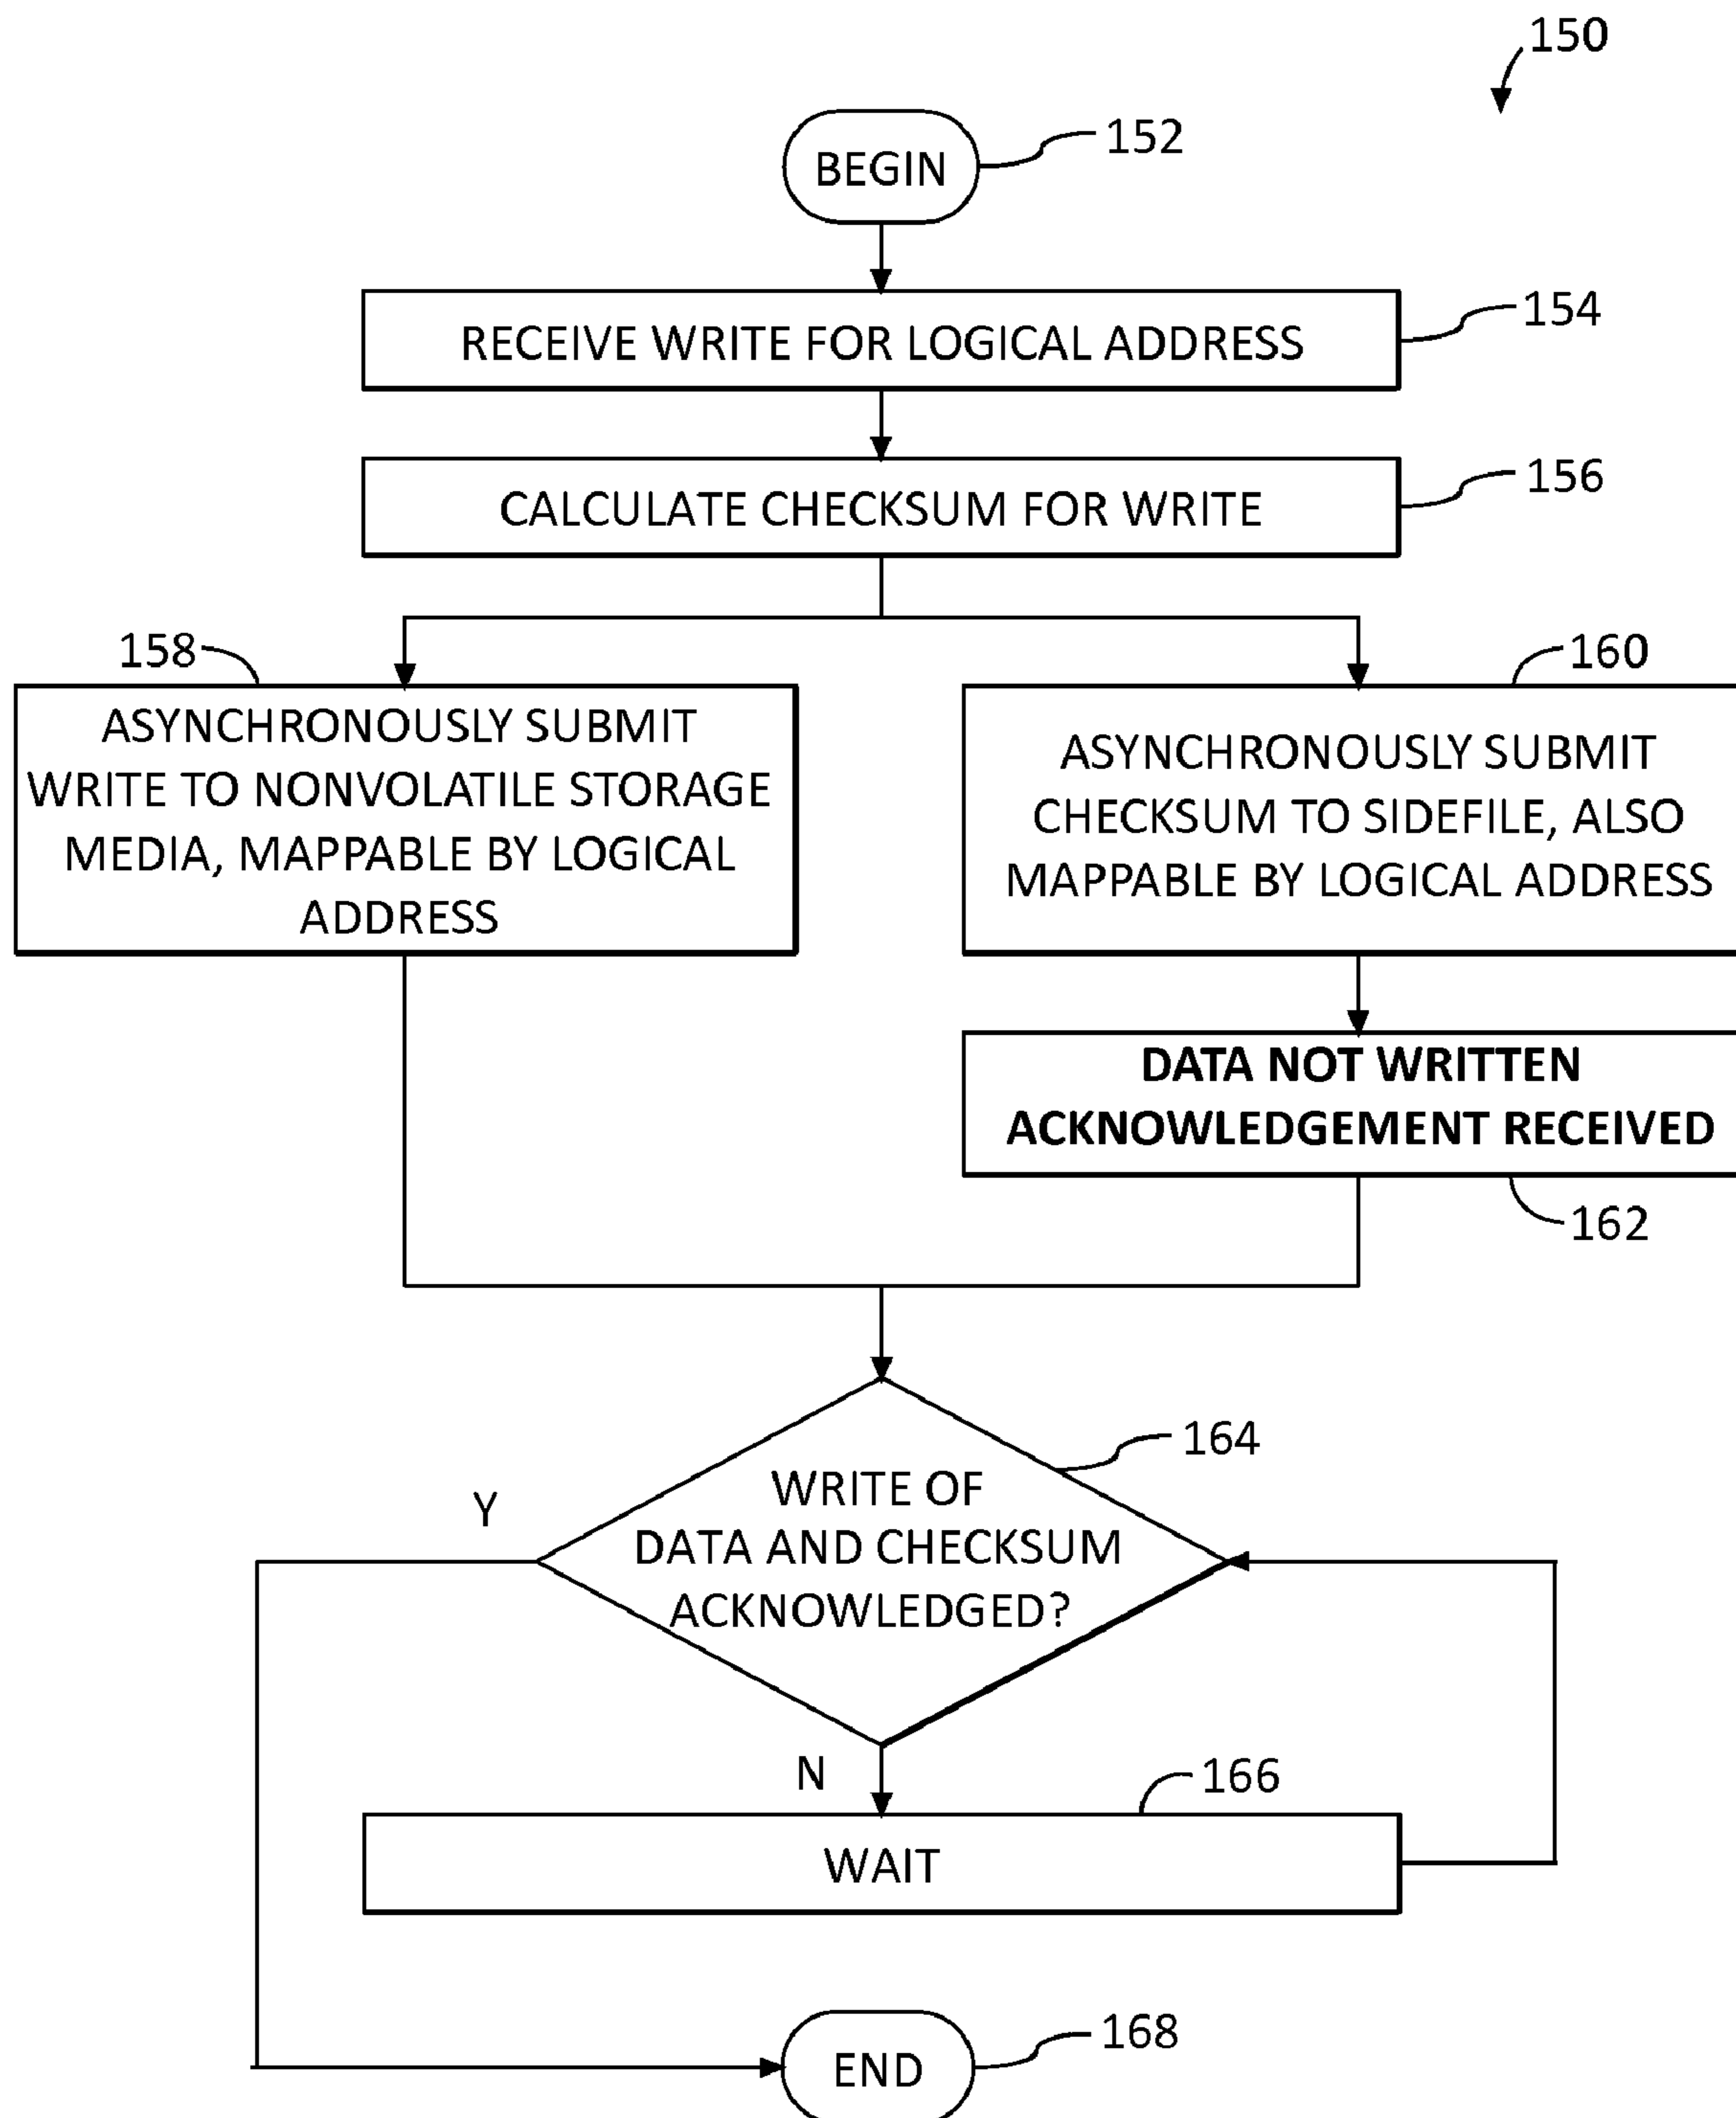 150
BEGIN
152
RECEIVE WRITE FOR LOGICAL ADDRESS
154
CALCULATE CHECKSUM FOR WRITE
156
158
ASYNCHRONOUSLY SUBMIT
WRITE TO NONVOLATILE STORAGE
MEDIA, MAPPABLE BY LOGICAL
ADDRESS
160
ASYNCHRONOUSLY SUBMIT
CHECKSUM TO SIDEFILE, ALSO
MAPPABLE BY LOGICAL ADDRESS
DATA NOT WRITTEN
ACKNOWLEDGEMENT RECEIVED
162
164
WRITE OF
DATA AND CHECKSUM
ACKNOWLEDGED?
Y
N
166
WAIT
168
END